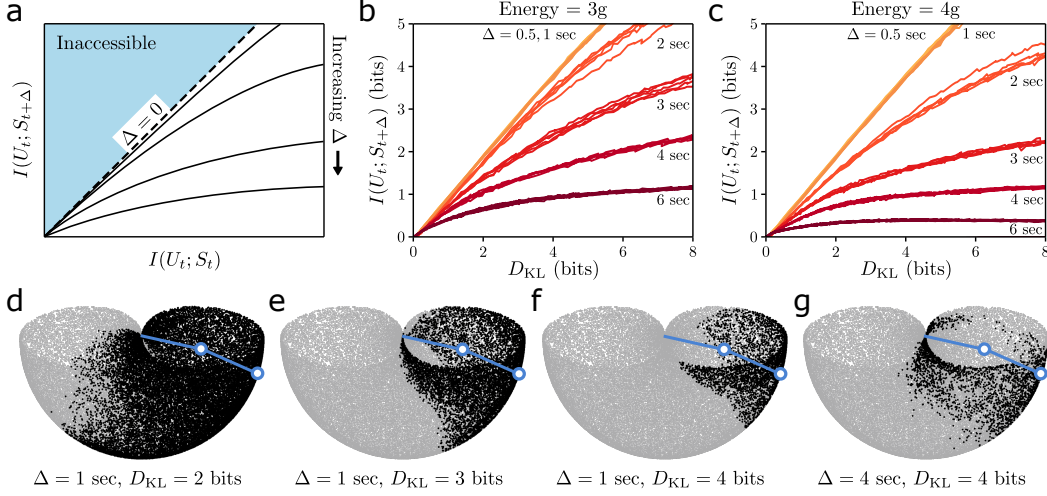 a
Inaccessible
Δ = 0
I(U_t; S_{t+Δ})
I(U_t; S_t)
Increasing Δ
b
Energy = 3g
Δ = 0.5, 1 sec
2 sec
3 sec
4 sec
6 sec
I(U_t; S_{t+Δ}) (bits)
5
4
3
2
1
0
0 2 4 6 8
D_KL (bits)
c
Energy = 4g
Δ = 0.5 sec
1 sec
2 sec
3 sec
4 sec
6 sec
I(U_t; S_{t+Δ}) (bits)
5
4
3
2
1
0
0 2 4 6 8
D_KL (bits)
d
Δ = 1 sec, D_KL = 2 bits
e
Δ = 1 sec, D_KL = 3 bits
f
Δ = 1 sec, D_KL = 4 bits
g
Δ = 4 sec, D_KL = 4 bits